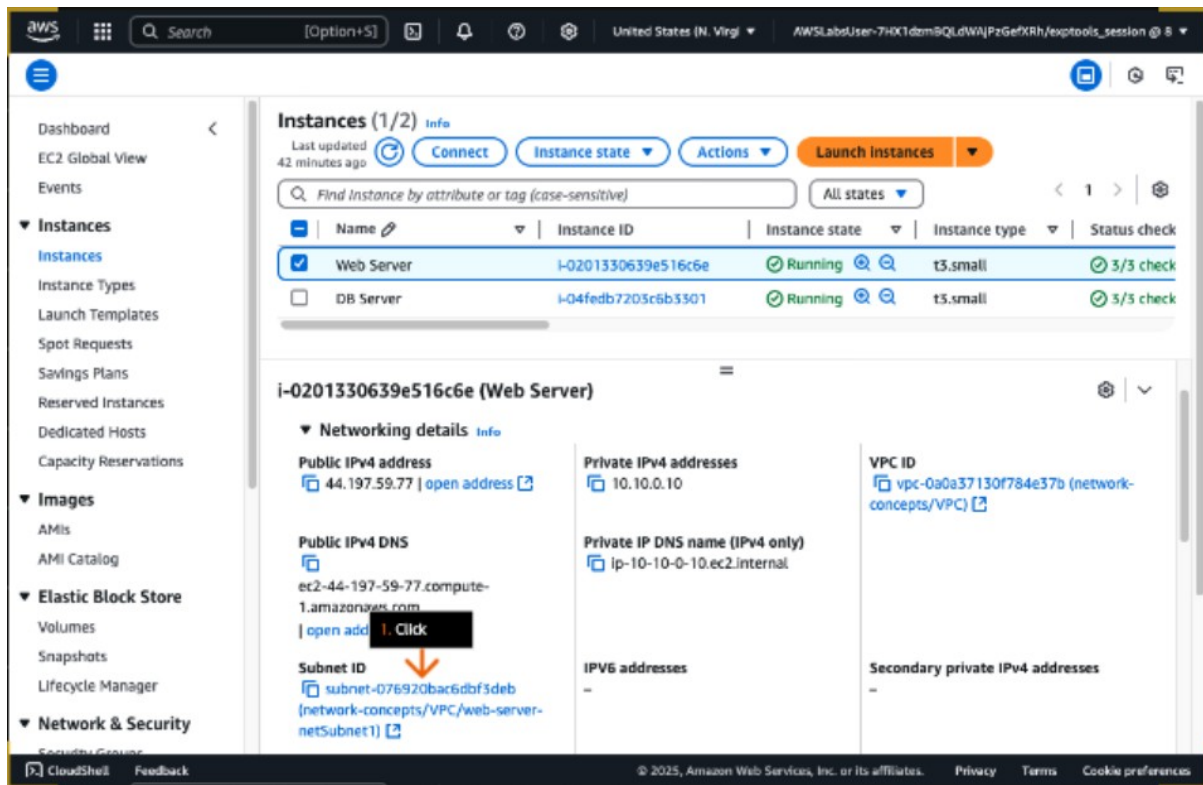 aws
Search [Option+S]
United States (N. Virgi
Dashboard
EC2 Global View
Events
Instances
Instances
Instance Types
Launch Templates
Spot Requests
Savings Plans
Reserved Instances
Dedicated Hosts
Capacity Reservations
Images
AMIs
AMI Catalog
Elastic Block Store
Volumes
Snapshots
Lifecycle Manager
Network & Security
Security Groups
Instances (1/2) Info
Last updated
42 minutes ago
Connect
Instance state
Actions
Launch instances
Find Instance by attribute or tag (case-sensitive)
All states
1
Name Instance ID Instance state Instance type Status check
Web Server i-0201330639e516c6e Running t3.small 3/3 check
DB Server i-04fedb7203c6b3301 Running t3.small 3/3 check
i-0201330639e516c6e (Web Server)
Networking details Info
Public IPv4 address
44.197.59.77 | open address
Private IPv4 addresses
10.10.0.10
VPC ID
vpc-0a0a37130f784e37b (network-
concepts/VPC)
Public IPv4 DNS
ec2-44-197-59-77.compute-
1.amazonaws.com
| open add
Private IP DNS name (IPv4 only)
ip-10-10-0-10.ec2.internal
1. Click
Subnet ID
subnet-076920bac6dbf3deb
(network-concepts/VPC/web-server-
netSubnet1)
IPV6 addresses
–
Secondary private IPv4 addresses
–
CloudShell Feedback
© 2025, Amazon Web Services, Inc. or its affiliates. Privacy Terms Cookie preferences